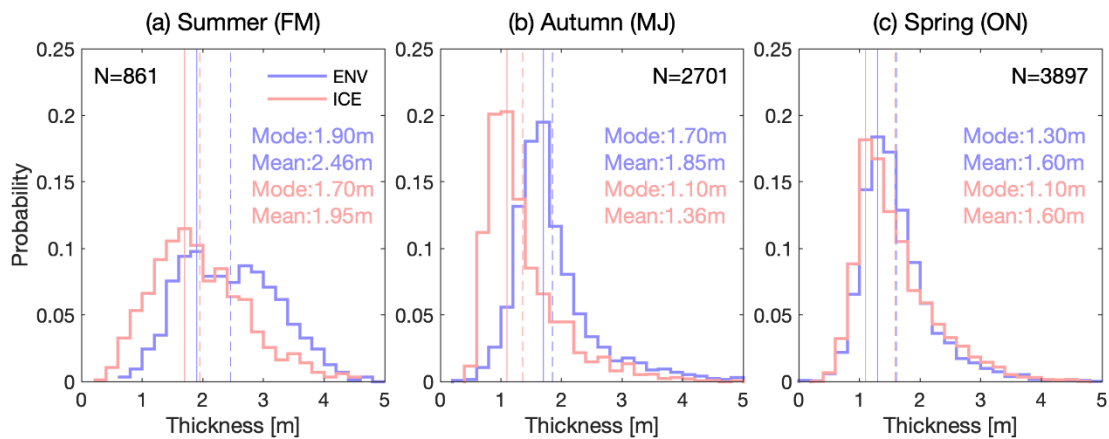 (a) Summer (FM)
(b) Autumn (MJ)
(c) Spring (ON)
Probability
0.25
0.2
0.15
0.1
0.05
0
N=861
ENV
ICE
Mode:1.90m
Mean:2.46m
Mode:1.70m
Mean:1.95m
0 1 2 3 4 5
Thickness [m]
0.25
0.2
0.15
0.1
0.05
0
N=2701
Mode:1.70m
Mean:1.85m
Mode:1.10m
Mean:1.36m
0 1 2 3 4 5
Thickness [m]
0.25
0.2
0.15
0.1
0.05
0
N=3897
Mode:1.30m
Mean:1.60m
Mode:1.10m
Mean:1.60m
0 1 2 3 4 5
Thickness [m]